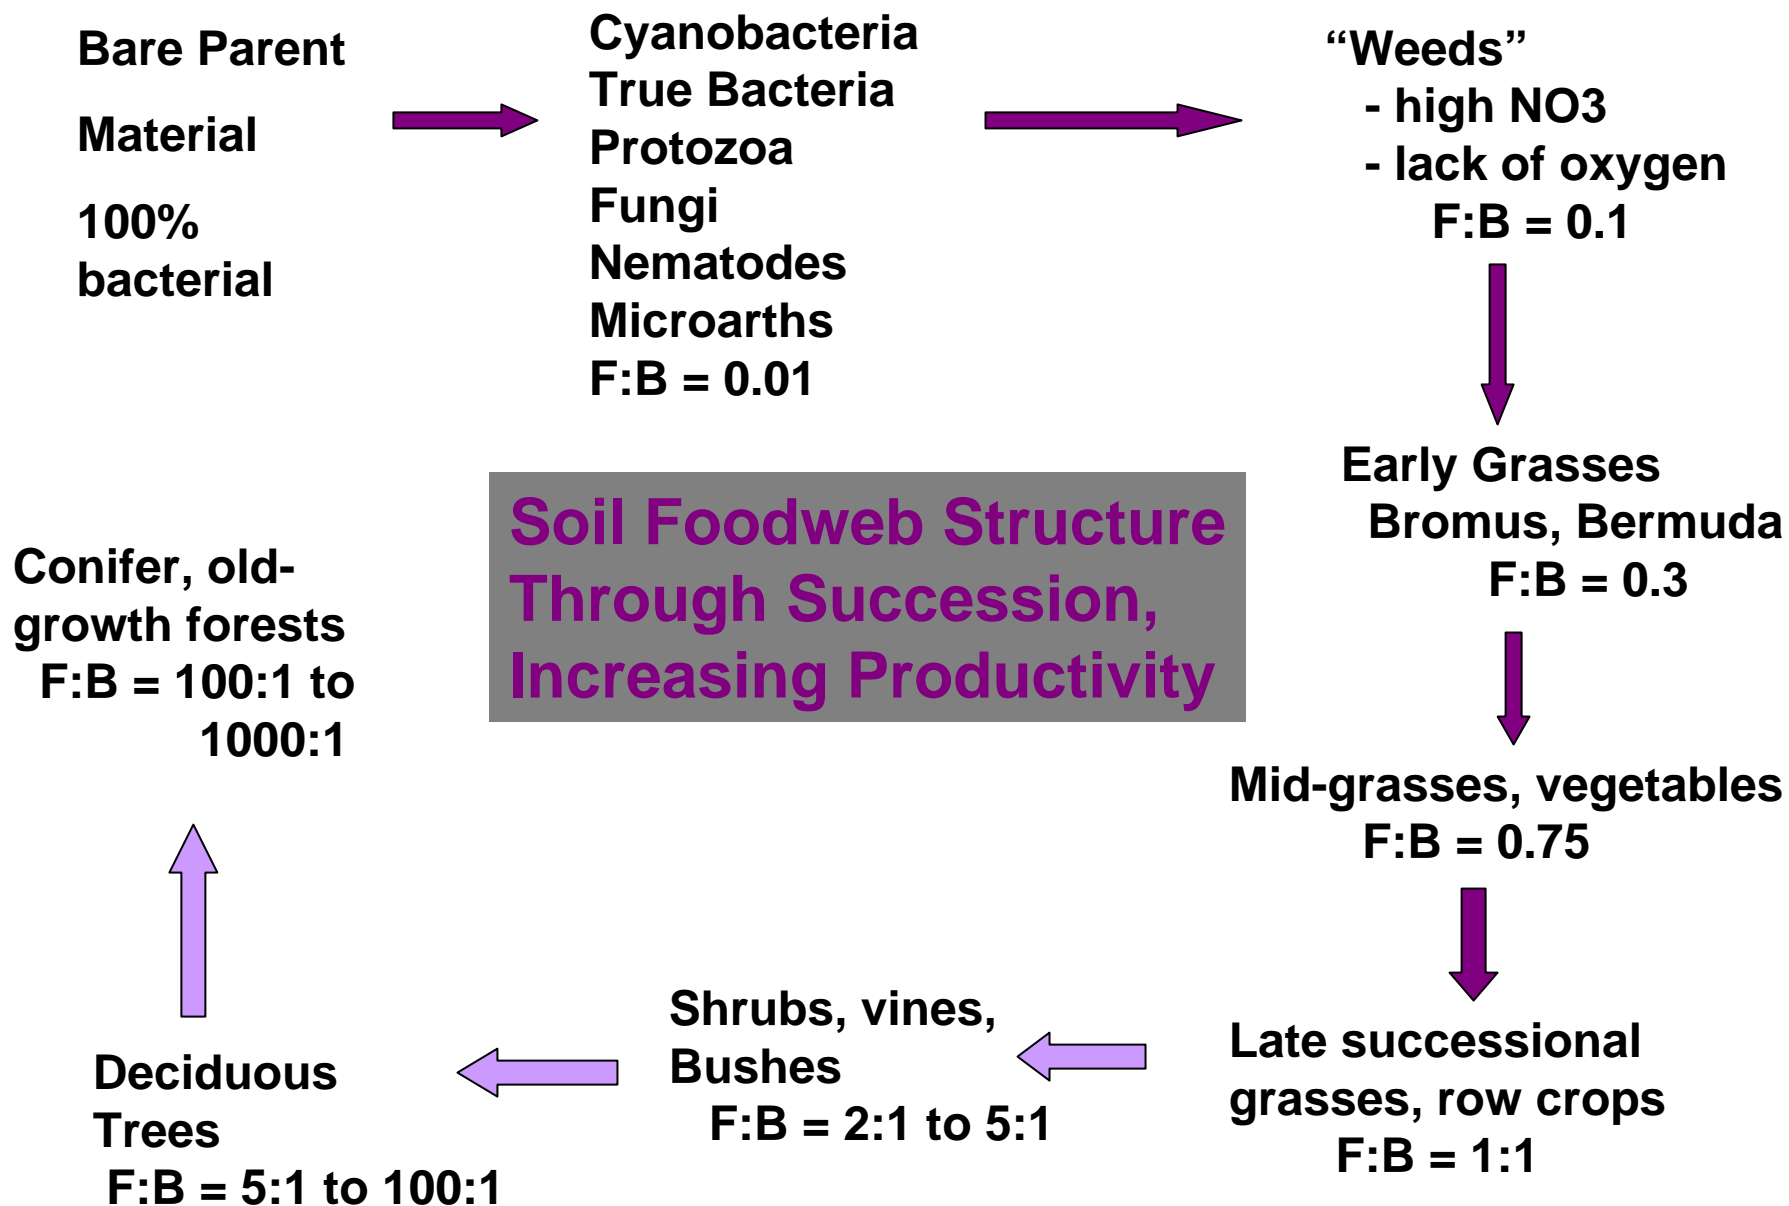 Bare Parent
Material
100%
bacterial
Cyanobacteria
True Bacteria
Protozoa
Fungi
Nematodes
Microarths
F:B = 0.01
“Weeds”
- high NO3
- lack of oxygen
F:B = 0.1
Early Grasses
Bromus, Bermuda
F:B = 0.3
Mid-grasses, vegetables
F:B = 0.75
Late successional
grasses, row crops
F:B = 1:1
Shrubs, vines,
Bushes
F:B = 2:1 to 5:1
Deciduous
Trees
F:B = 5:1 to 100:1
Conifer, old-
growth forests
F:B = 100:1 to
1000:1
Soil Foodweb Structure
Through Succession,
Increasing Productivity